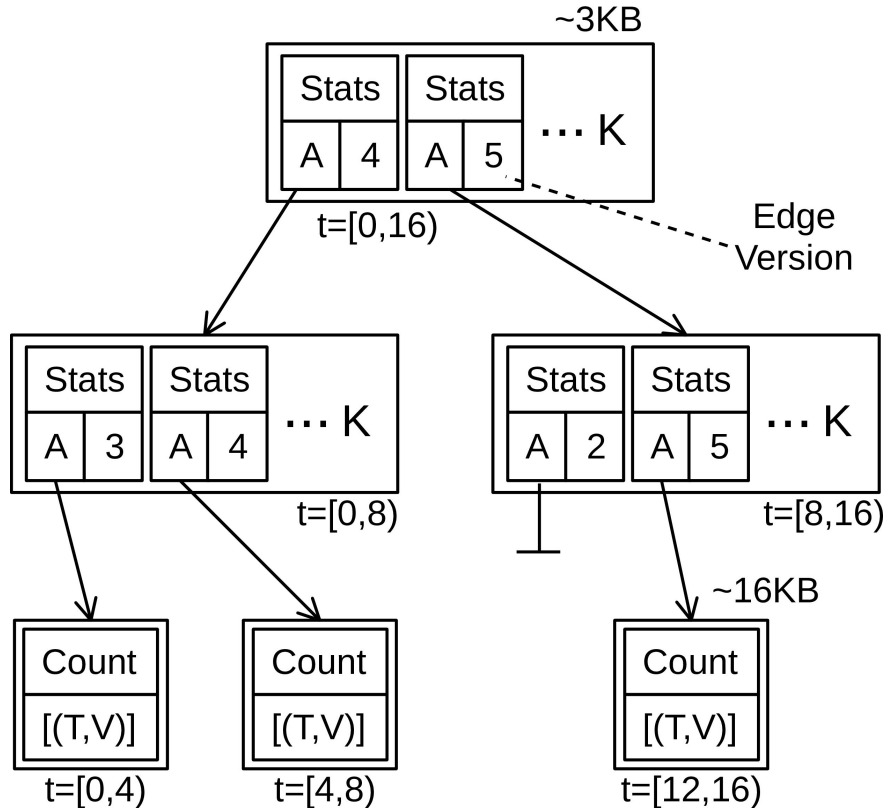 ~3KB
Stats Stats
A 4 A 5 ... K
t=[0,16)
Edge
Version
Stats Stats
A 3 A 4 ... K
t=[0,8)
Stats Stats
A 2 A 5 ... K
t=[8,16)
~16KB
Count
[(T,V)]
t=[0,4)
Count
[(T,V)]
t=[4,8)
Count
[(T,V)]
t=[12,16)